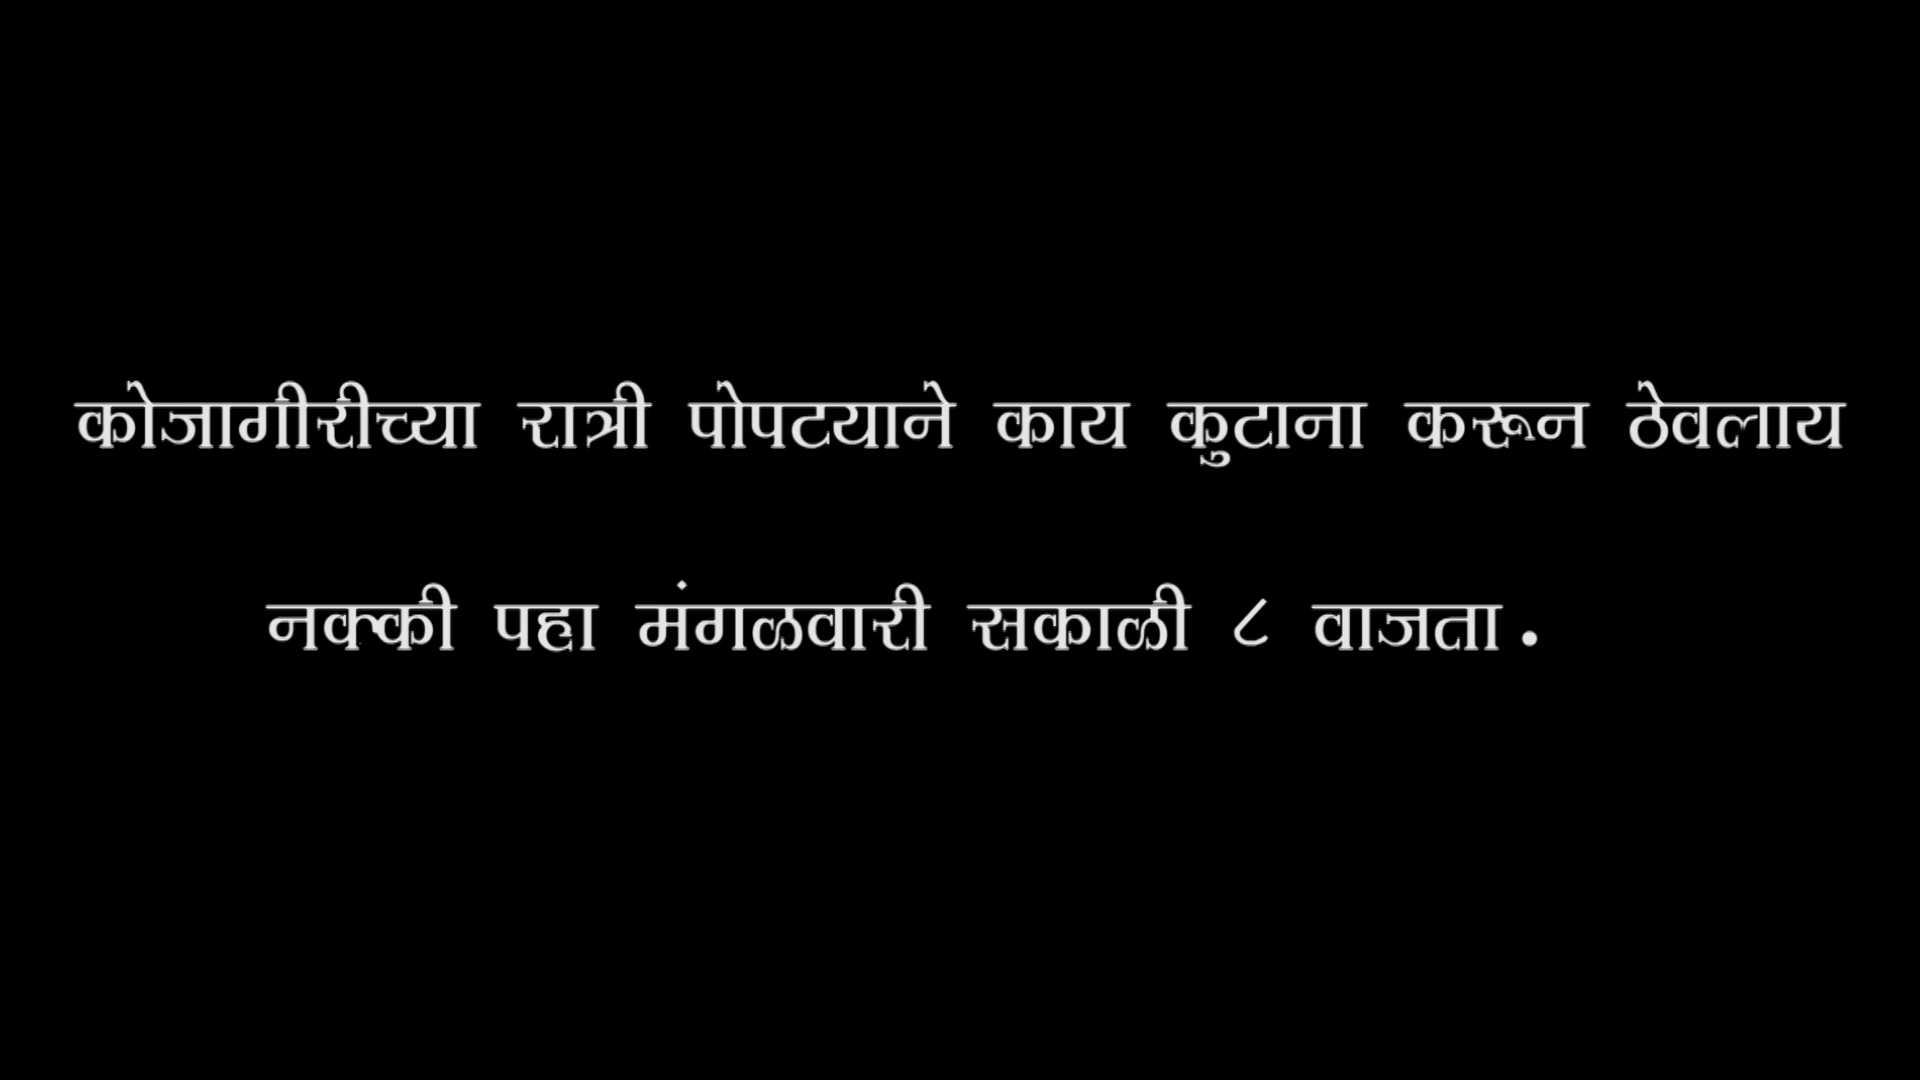 कोजागीरीच्या रात्री पोपटयाने काय कुटाना करून ठेवलाय
नक्की पहा मंगळवारी सकाळी ८ वाजता.